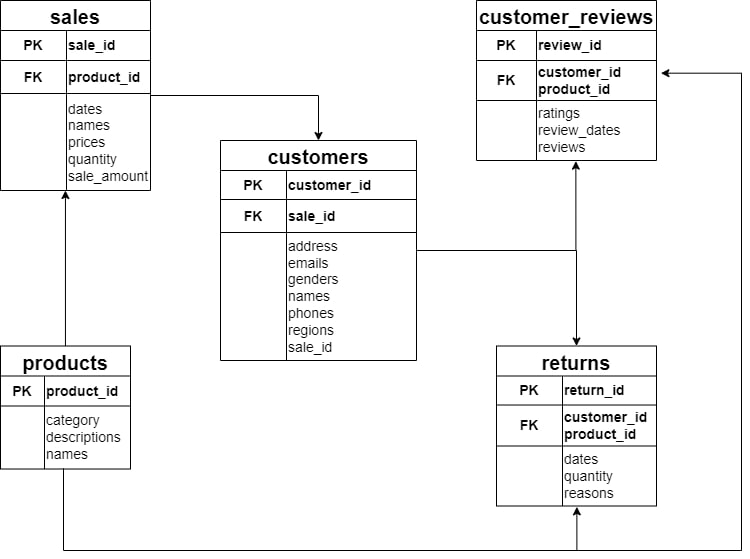 sales
PK sale_id
FK product_id
dates
names
prices
quantity
sale_amount
customers
PK customer_id
FK sale_id
address
emails
genders
names
phones
regions
sale_id
customer_reviews
PK review_id
FK customer_id
product_id
ratings
review_dates
reviews
products
PK product_id
category
descriptions
names
returns
PK return_id
FK customer_id
product_id
dates
quantity
reasons